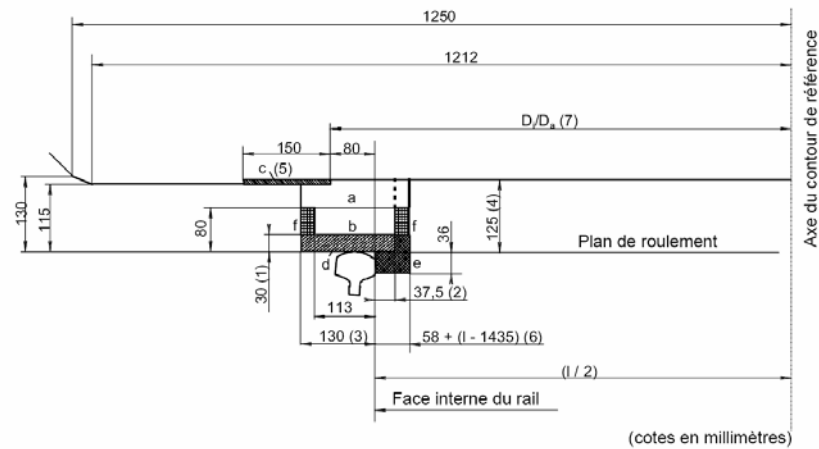 1250
1212
Dᵢ/Dₐ (7)
150
80
c (5)
130
115
80
30 (1)
a
f
b
f
d
e
125 (4)
36
Plan de roulement
37,5 (2)
113
130 (3)
58 + (l - 1435) (6)
(l / 2)
Face interne du rail
(cotes en millimètres)
Axe du contour de référence